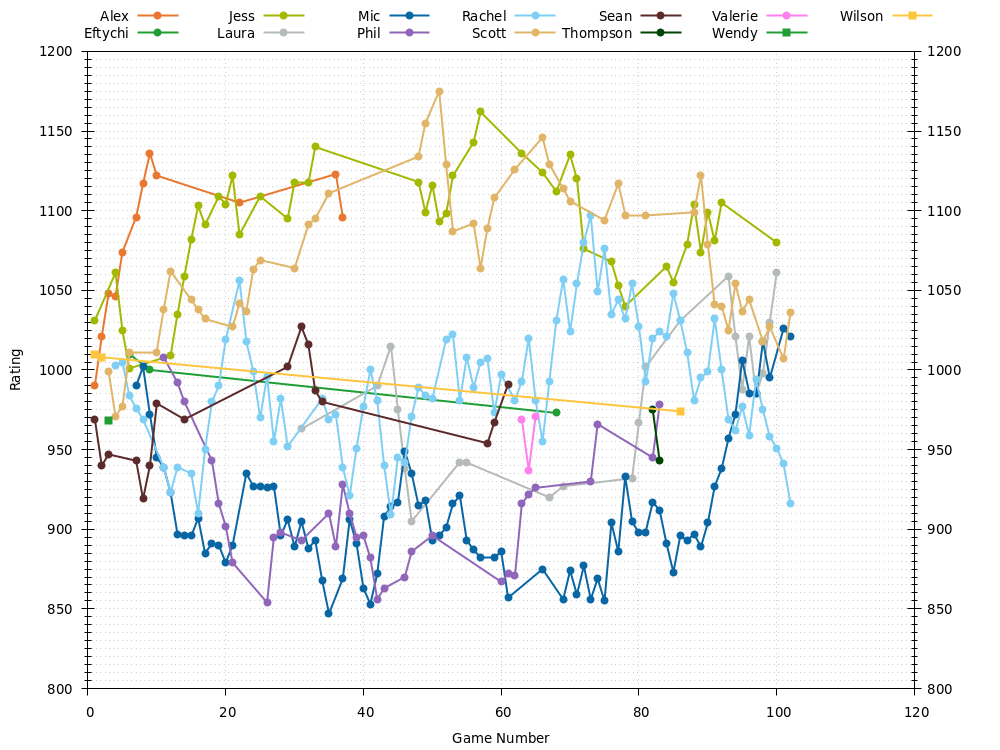 Alex Jess Mic Rachel Sean Valerie Wilson
Eftychi Laura Phil Scott Thompson Wendy
1200 1200
1150 1150
1100 1100
1050 1050
1000 1000
950 950
900 900
850 850
800 800
Rating
0 20 40 60 80 100 120
Game Number